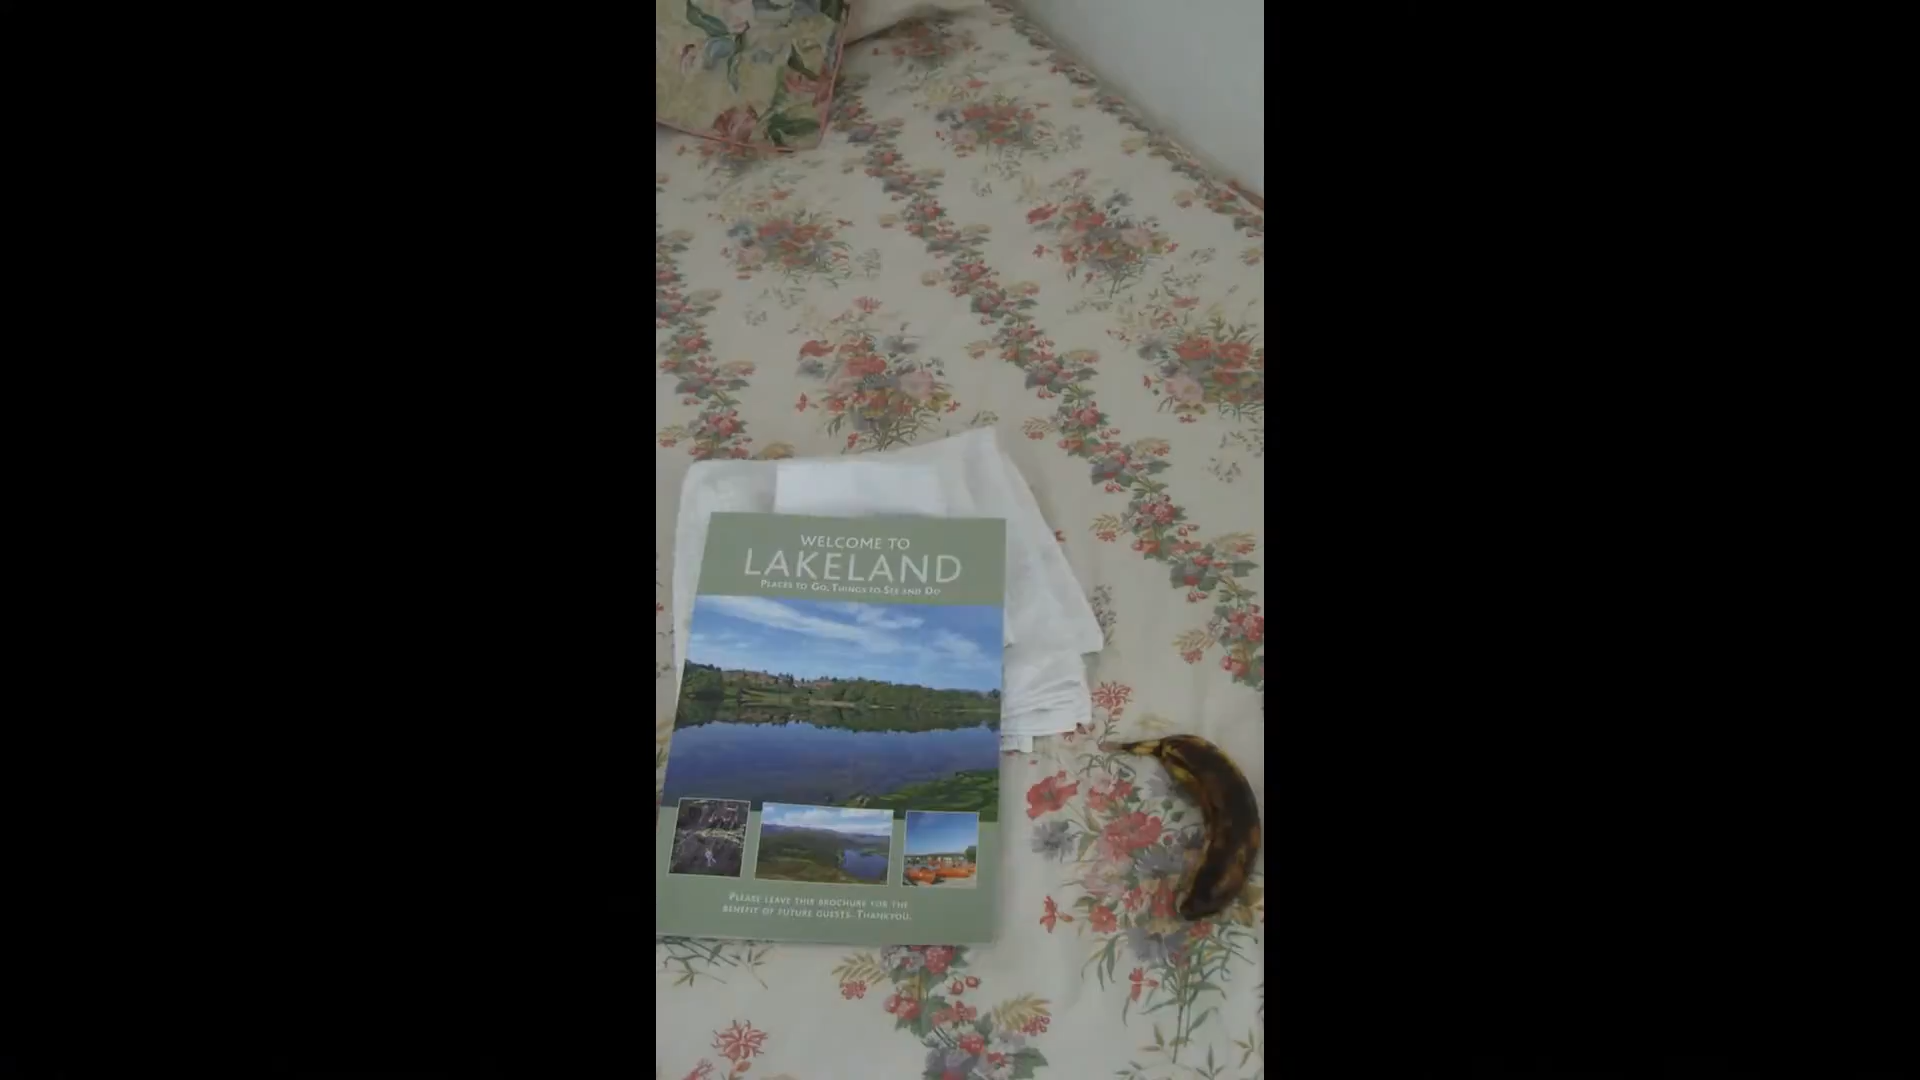 WELCOME TO
LAKELAND
PLACES TO GO, THINGS TO SEE AND DO
PLEASE LEAVE THIS BROCHURE FOR THE
BENEFIT OF FUTURE GUESTS. THANKYOU.